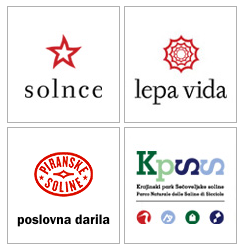 solnce
lepa vida
PIRANSKE
SOLINE
poslovna darila
KpSS
Krajinski park Sečoveljske soline
Parco Naturale delle Saline di Sicciole